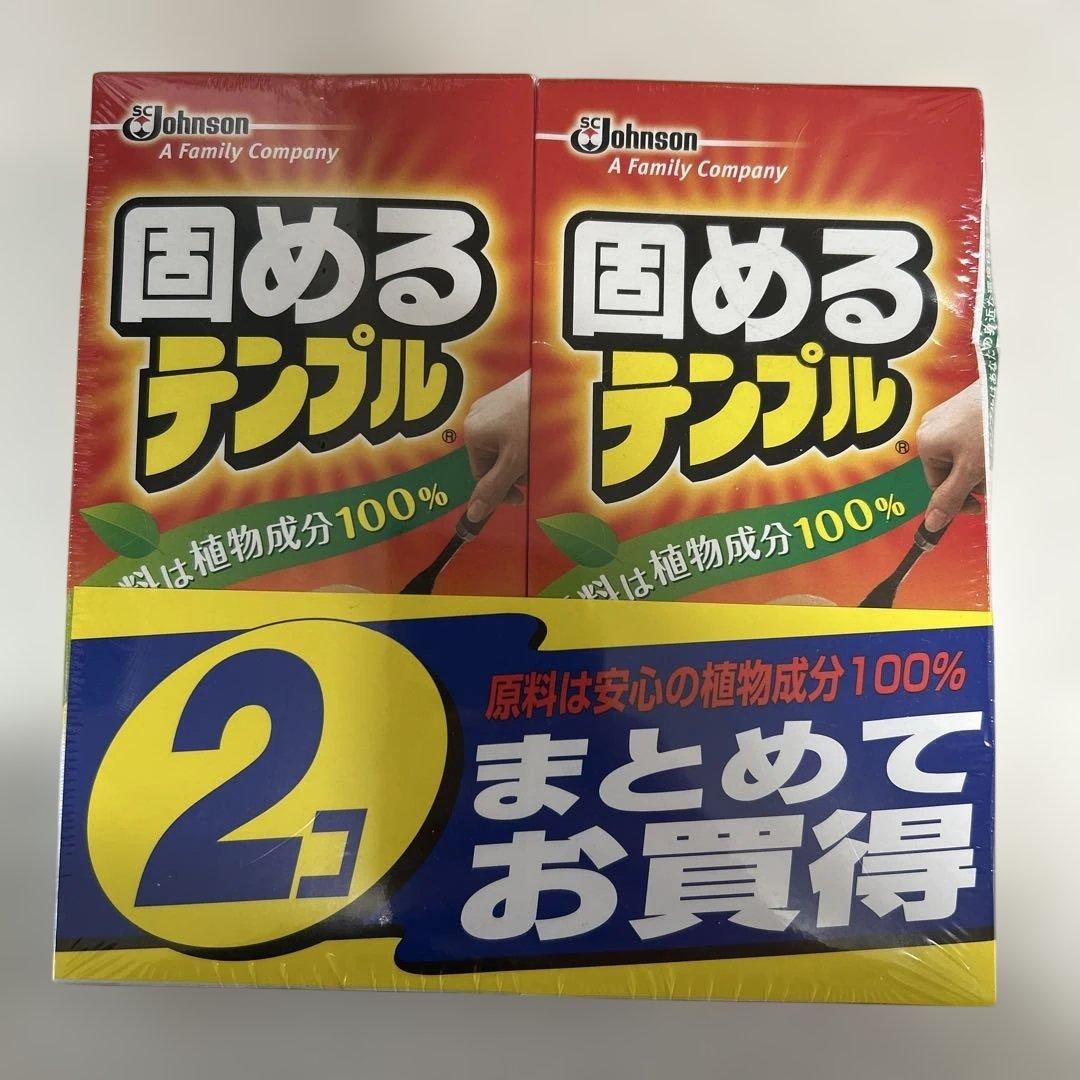 SC Johnson
A Family Company
固める
テンプル®
料は植物成分100%
SC Johnson
A Family Company
固める
テンプル®
料は植物成分100%
2コ
原料は安心の植物成分100%
まとめて
お買得